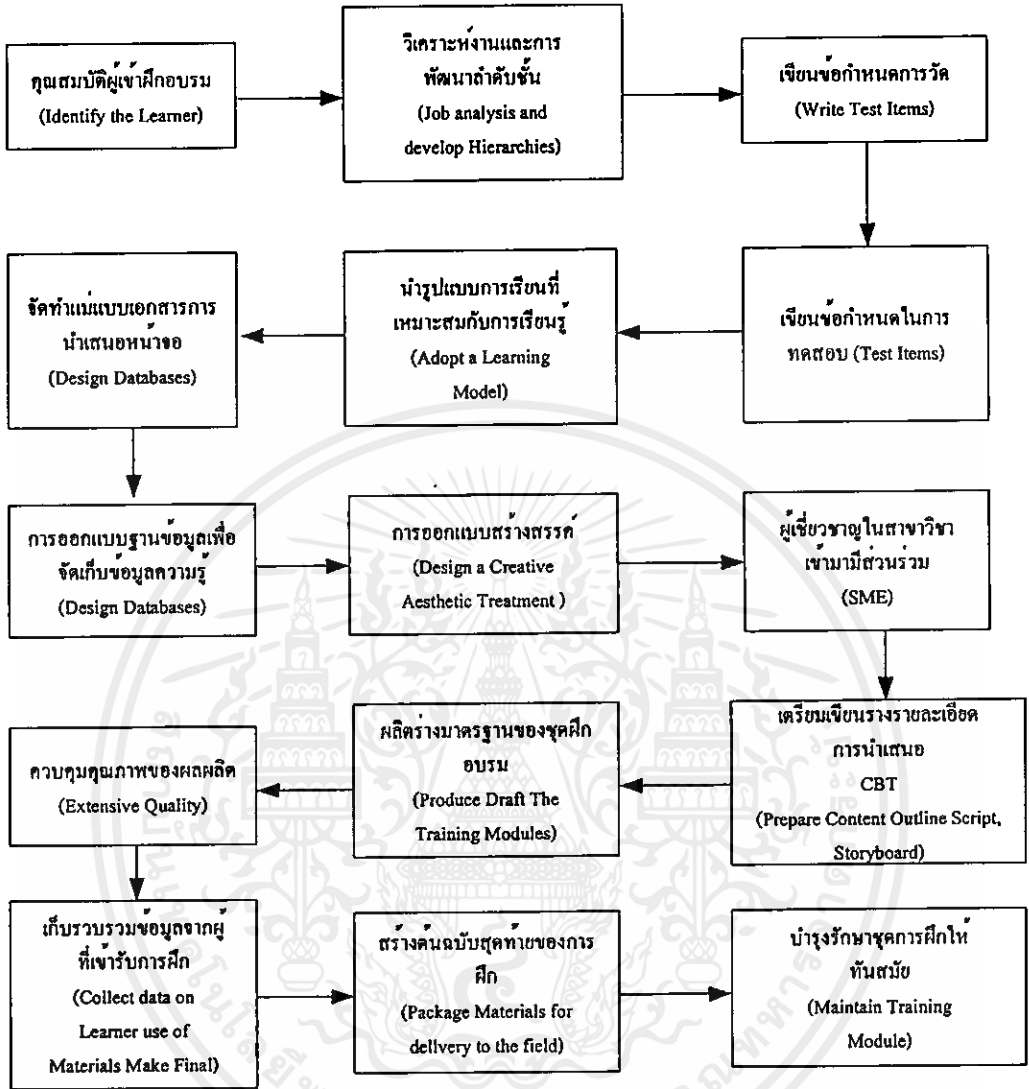 คุณสมบัติผู้เข้าฝึกอบรม
(Identify the Learner)
วิเคราะห์งานและการ
พัฒนาลำดับชั้น
(Job analysis and
develop Hierarchies)
เขียนข้อกำหนดการวัด
(Write Test Items)
จัดทำแม่แบบเอกสารการ
นำเสนอหน้าจอ
(Design Databases)
นำรูปแบบการเรียนที่
เหมาะสมกับการเรียนรู้
(Adopt a Learning
Model)
เขียนข้อกำหนดในการ
ทดสอบ (Test Items)
การออกแบบฐานข้อมูลเพื่อ
จัดเก็บข้อมูลความรู้
(Design Databases)
การออกแบบสร้างสรรค์
(Design a Creative
Aesthetic Treatment )
ผู้เชี่ยวชาญในสาขาวิชา
เข้ามามีส่วนร่วม
(SME)
ควบคุมคุณภาพของผลผลิต
(Extensive Quality)
ผลิตร่างมาตรฐานของชุดฝึก
อบรม
(Produce Draft The
Training Modules)
เตรียมเขียนรางรายละเอียด
การนำเสนอ
CBT
(Prepare Content Outline Script,
Storyboard)
เก็บรวบรวมข้อมูลจากผู้
ที่เข้ารับการฝึก
(Collect data on
Learner use of
Materials Make Final)
สร้างต้นฉบับสุดท้ายของการ
ฝึก
(Package Materials for
delivery to the field)
บำรุงรักษาชุดการฝึกให้
ทันสมัย
(Maintain Training
Module)